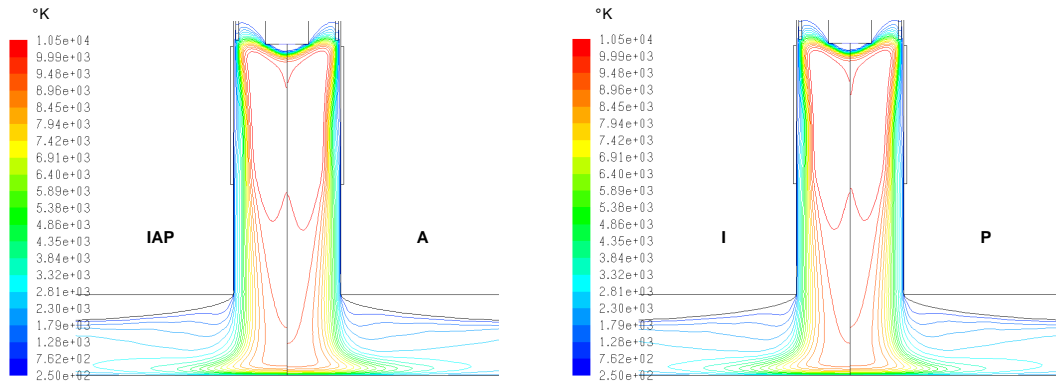 °K
1.05e+04
9.99e+03
9.48e+03
8.96e+03
8.45e+03
7.94e+03
7.42e+03
6.91e+03
6.40e+03
5.89e+03
5.38e+03
4.86e+03
4.35e+03
3.84e+03
3.32e+03
2.81e+03
2.30e+03
1.79e+03
1.28e+03
7.62e+02
2.50e+02
IAP
A
°K
1.05e+04
9.99e+03
9.48e+03
8.96e+03
8.45e+03
7.94e+03
7.42e+03
6.91e+03
6.40e+03
5.89e+03
5.38e+03
4.86e+03
4.35e+03
3.84e+03
3.32e+03
2.81e+03
2.30e+03
1.79e+03
1.28e+03
7.62e+02
2.50e+02
I
P